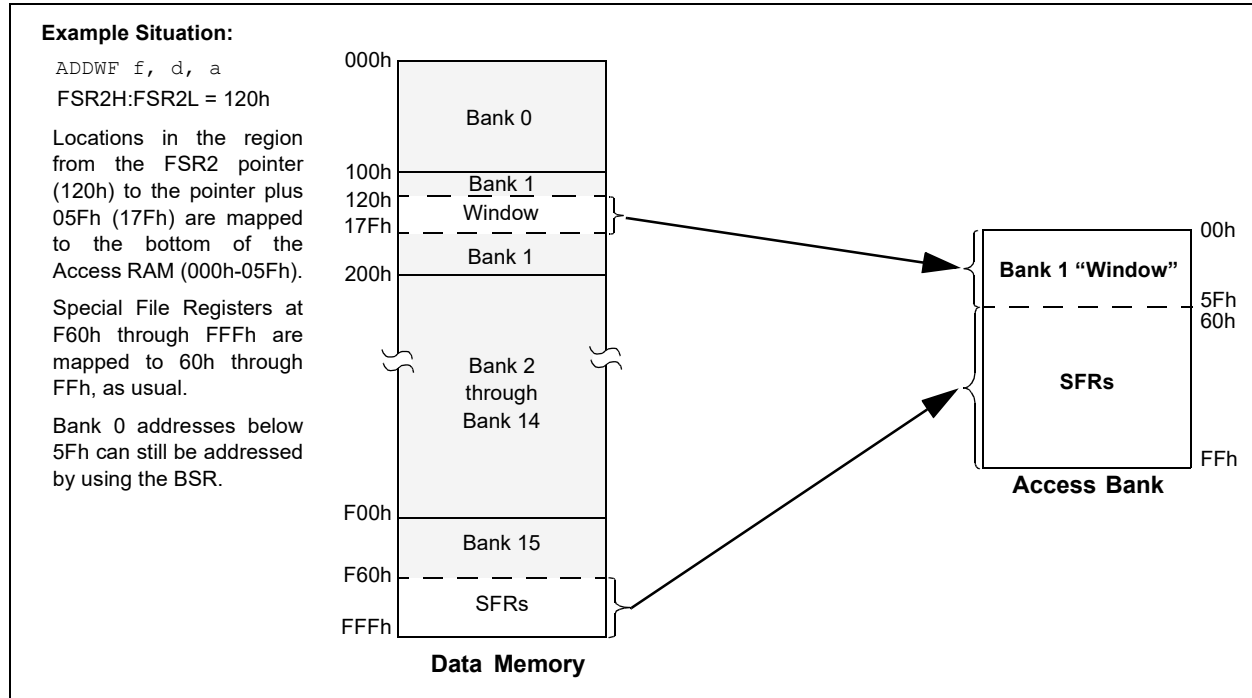 Example Situation:
ADDWF f, d, a
FSR2H:FSR2L = 120h
Locations in the region
from the FSR2 pointer
(120h) to the pointer plus
05Fh (17Fh) are mapped
to the bottom of the
Access RAM (000h-05Fh).
Special File Registers at
F60h through FFFh are
mapped to 60h through
FFh, as usual.
Bank 0 addresses below
5Fh can still be addressed
by using the BSR.
000h
Bank 0
100h
Bank 1
120h
Window
17Fh
Bank 1
200h
Bank 2
through
Bank 14
F00h
Bank 15
F60h
SFRs
FFFh
Data Memory
00h
Bank 1 “Window”
5Fh
60h
SFRs
FFh
Access Bank